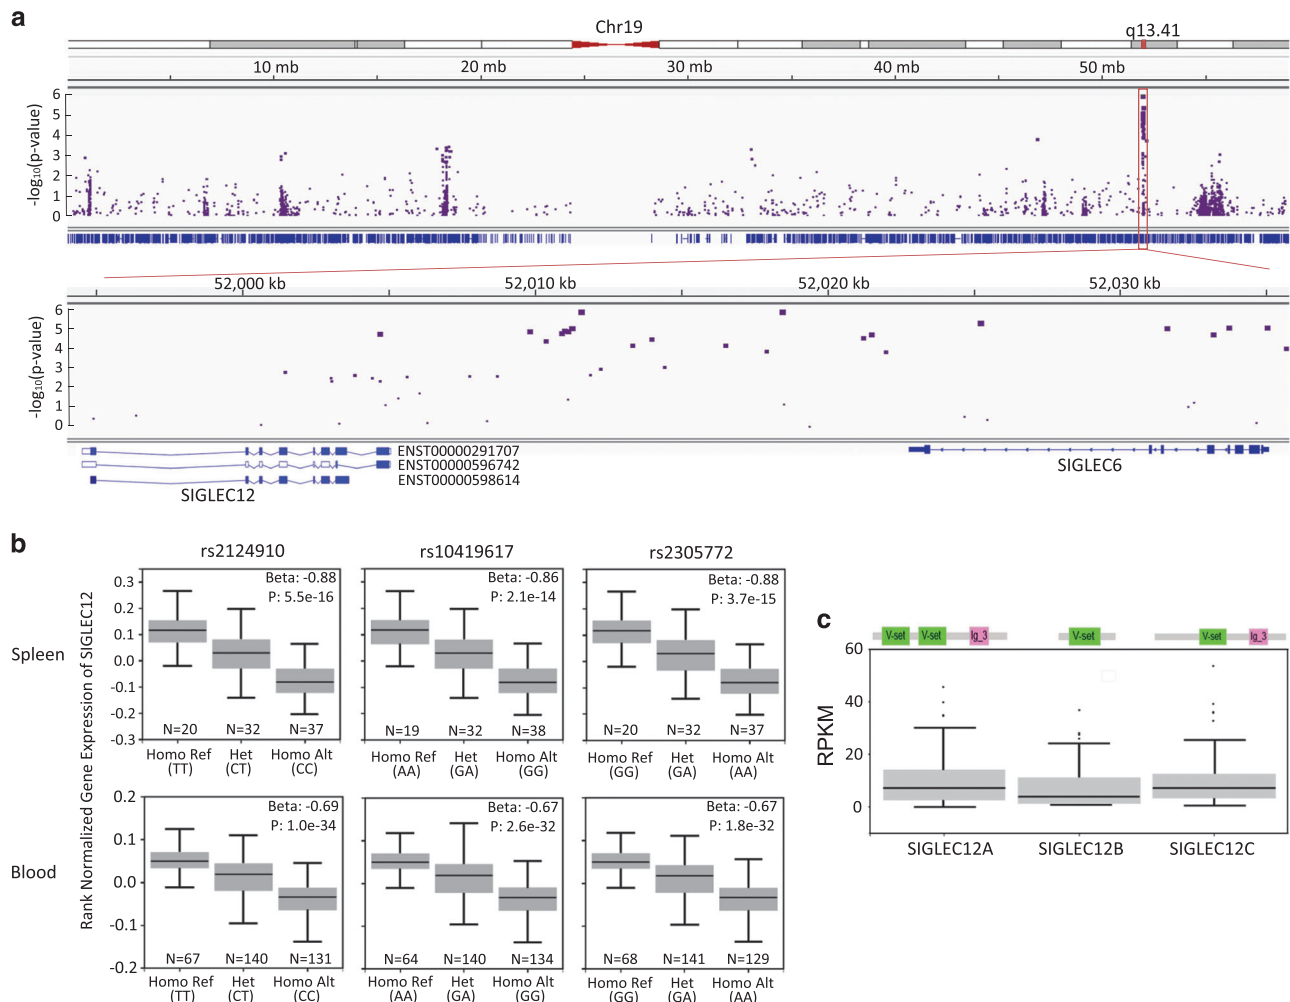 a
Chr19
q13.41
10 mb 20 mb 30 mb 40 mb 50 mb
-log10(p-value)
6
5
4
3
2
1
0
52,000 kb 52,010 kb 52,020 kb 52,030 kb
-log10(p-value)
6
5
4
3
2
1
0
ENST00000291707
ENST00000596742
ENST00000598614
SIGLEC12
SIGLEC6
b
Rank Normalized Gene Expression of SIGLEC12
rs2124910 rs10419617 rs2305772
Spleen
0.3
0.2
0.1
0.0
-0.1
-0.2
-0.3
Beta: -0.88
P: 5.5e-16
N=20 N=32 N=37
Homo Ref Het Homo Alt
(TT) (CT) (CC)
Beta: -0.86
P: 2.1e-14
N=19 N=32 N=38
Homo Ref Het Homo Alt
(AA) (GA) (GG)
Beta: -0.88
P: 3.7e-15
N=20 N=32 N=37
Homo Ref Het Homo Alt
(GG) (GA) (AA)
Blood
0.2
0.1
0.0
-0.1
-0.2
Beta: -0.69
P: 1.0e-34
N=67 N=140 N=131
Homo Ref Het Homo Alt
(TT) (CT) (CC)
Beta: -0.67
P: 2.6e-32
N=64 N=140 N=134
Homo Ref Het Homo Alt
(AA) (GA) (GG)
Beta: -0.67
P: 1.8e-32
N=68 N=141 N=129
Homo Ref Het Homo Alt
(GG) (GA) (AA)
c
V-set V-set Ig_3 V-set V-set Ig_3
RPKM
60
40
20
0
SIGLEC12A SIGLEC12B SIGLEC12C